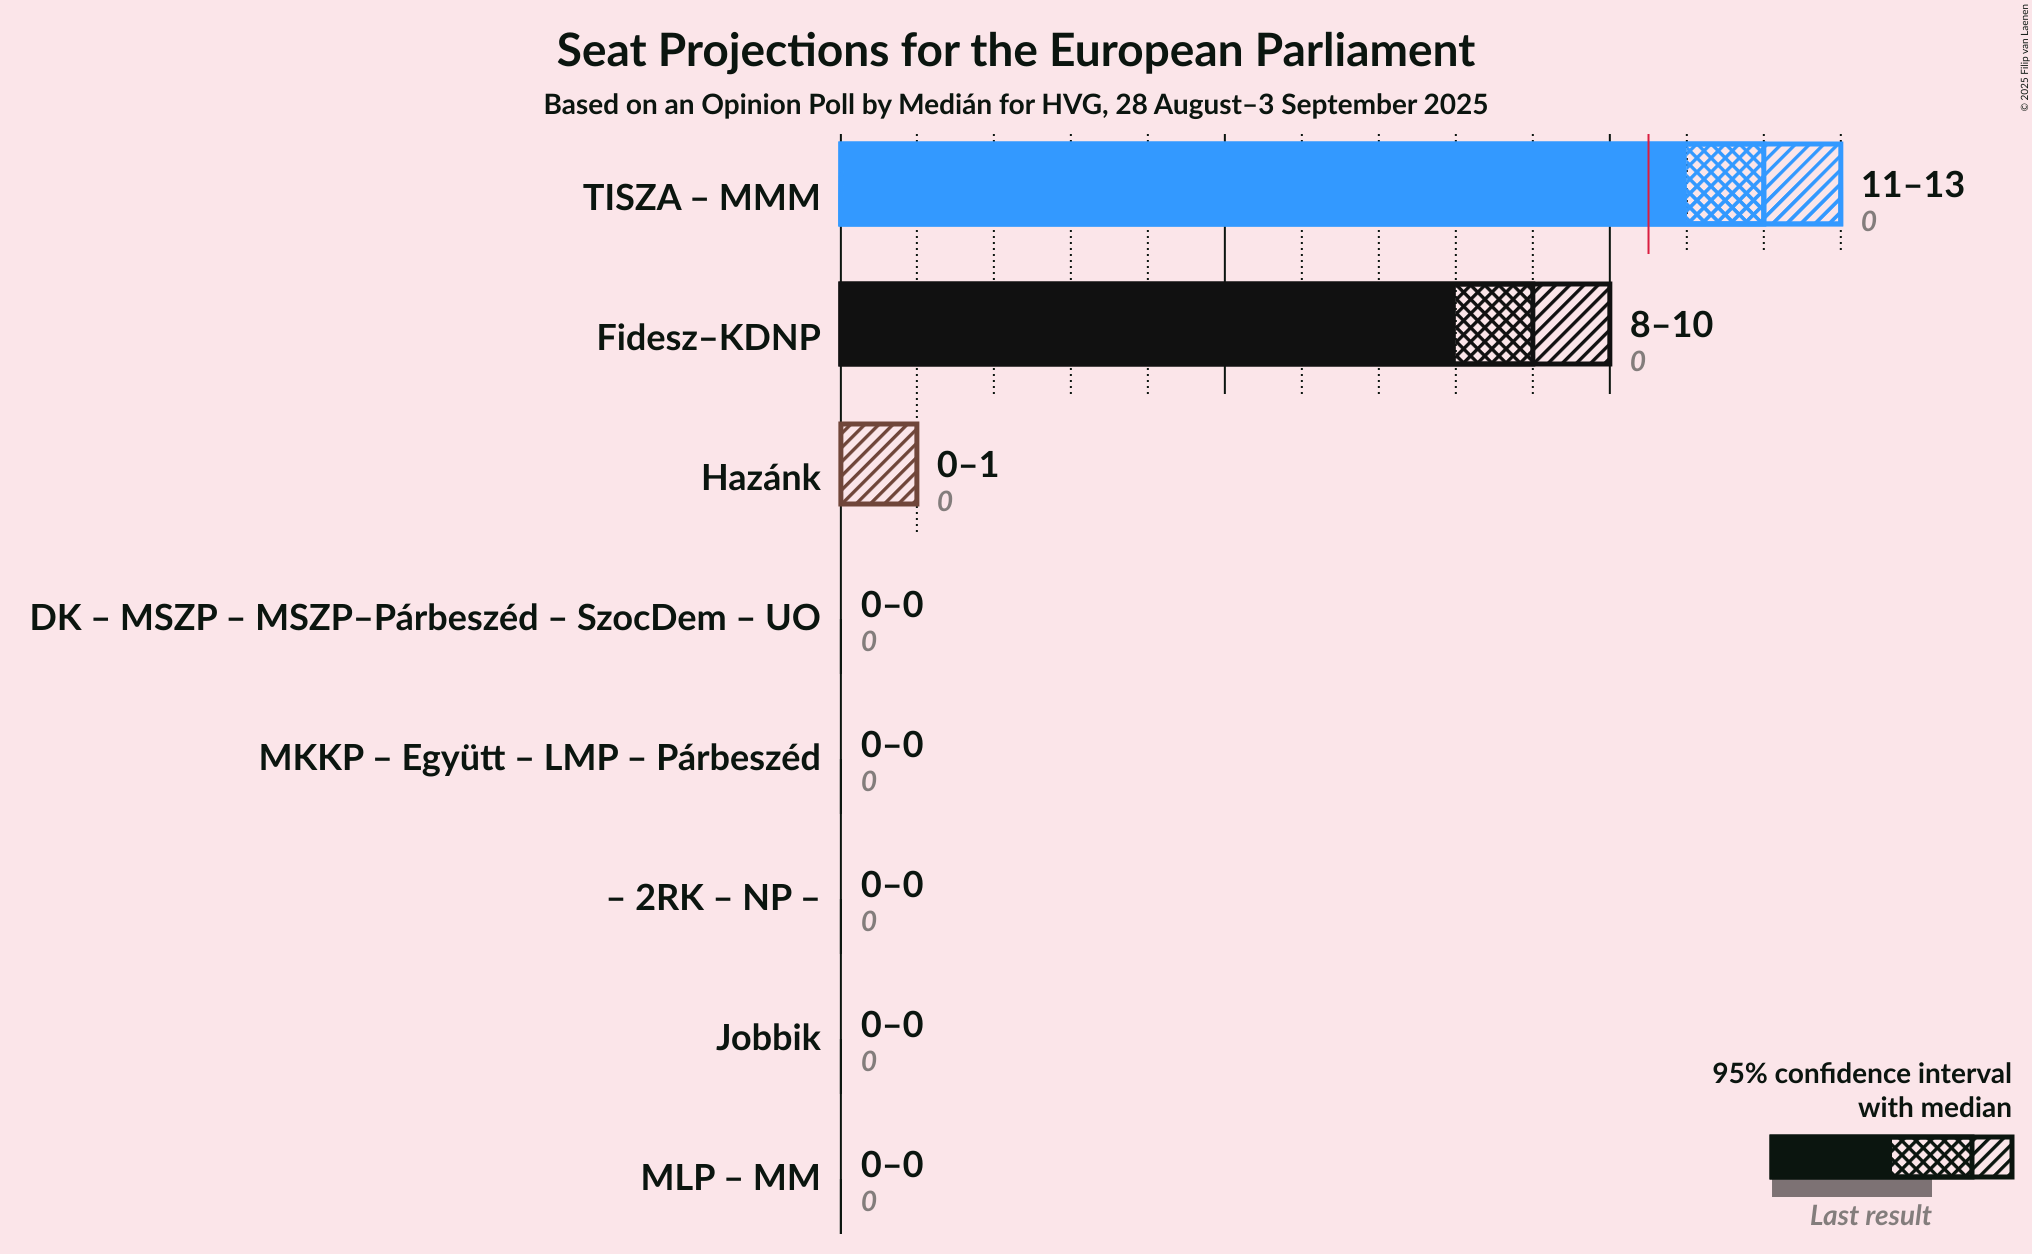 Seat Projections for the European Parliament
Based on an Opinion Poll by Medián for HVG, 28 August–3 September 2025
© 2025 Filip van Laenen
TISZA – MMM
11–13
0
Fidesz–KDNP
8–10
0
Hazánk
0–1
0
DK – MSZP – MSZP–Párbeszéd – SzocDem – UO
0–0
0
MKKP – Együtt – LMP – Párbeszéd
0–0
0
– 2RK – NP –
0–0
0
Jobbik
0–0
0
MLP – MM
0–0
0
95% confidence interval
with median
Last result